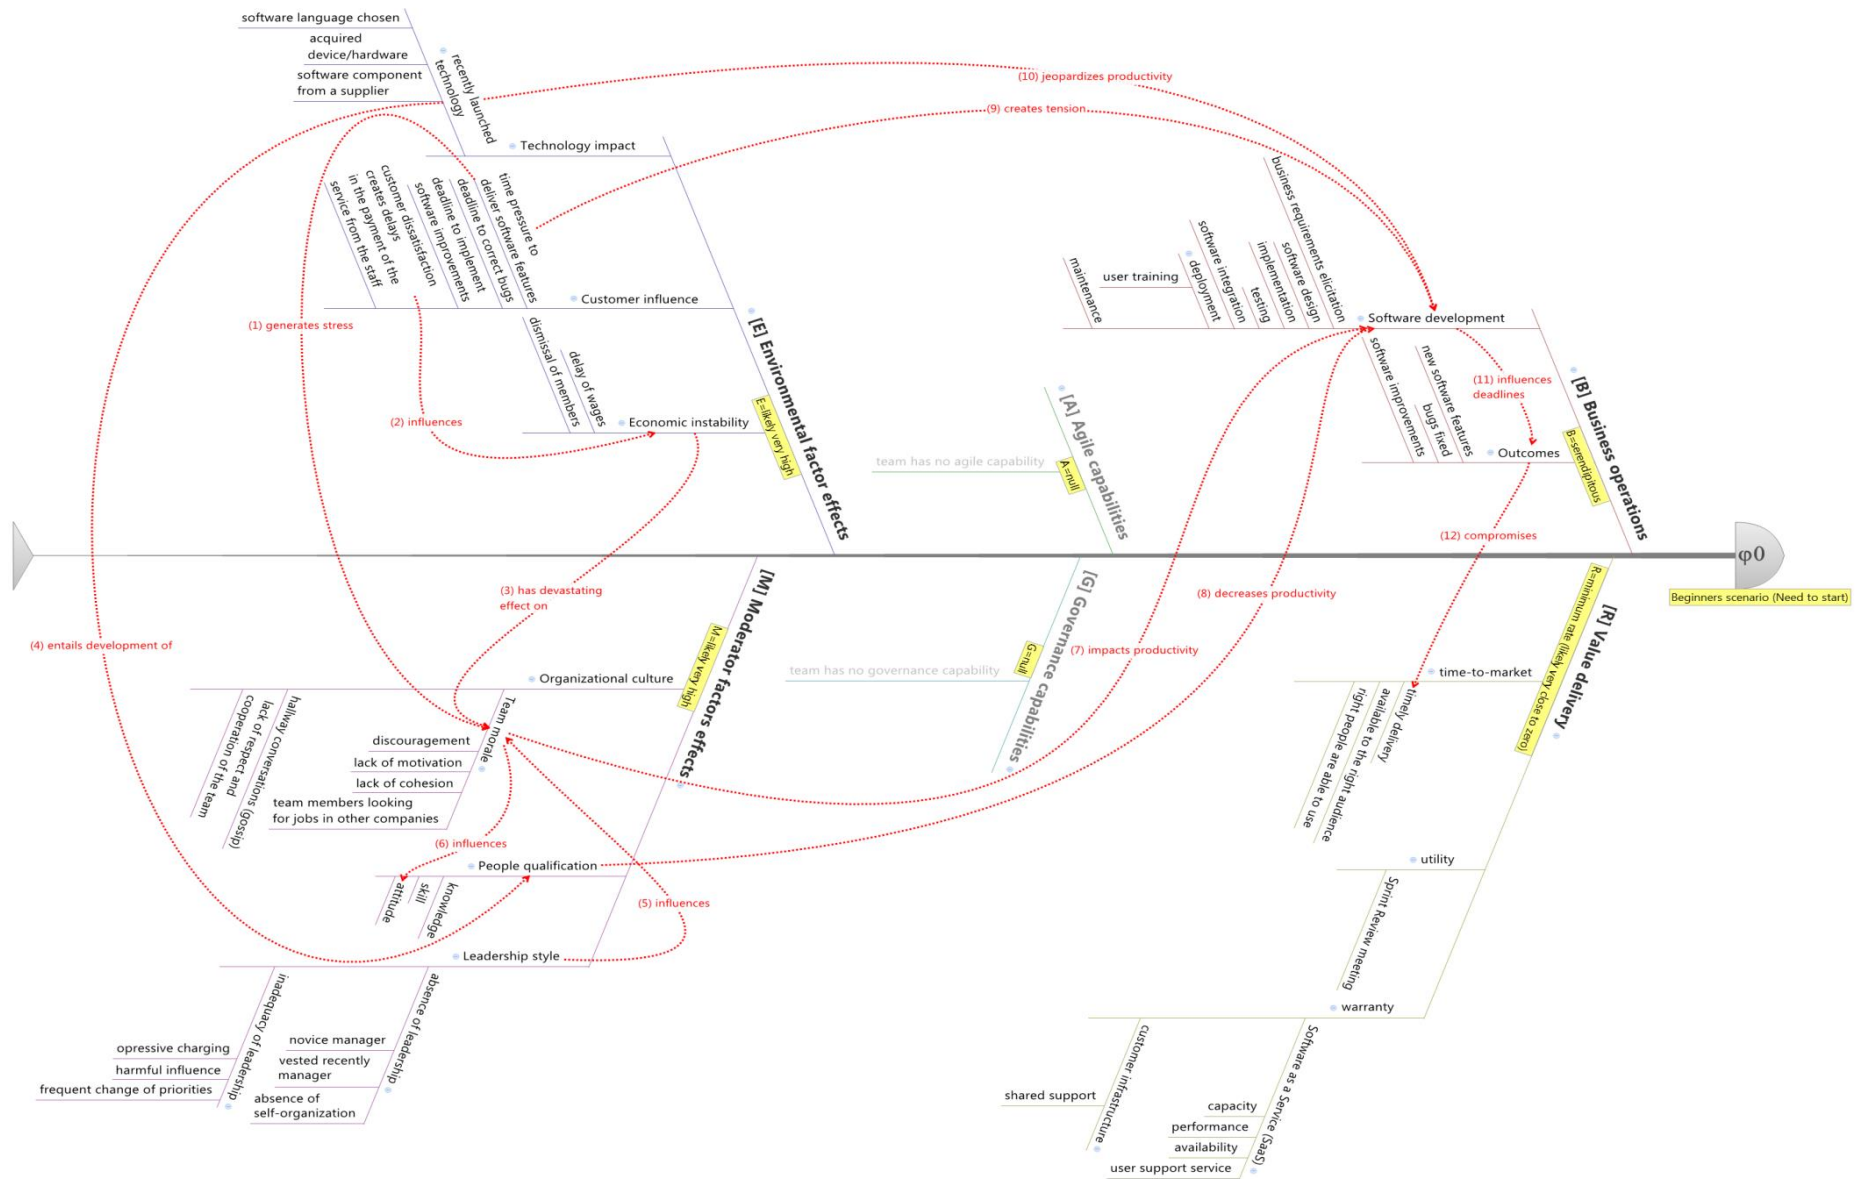 software language chosen
acquired
device/hardware
software component
from a supplier
recently launched
technology
Technology impact
time pressure to
deliver software features
deadline to correct bugs
deadline to implement
software improvements
customer dissatisfaction
creates delays
in the payment of the
service from the staff
Customer influence
delay of wages
dismissal of members
Economic instability
[E] Environmental factor effects
E=likely very high
(1) generates stress
(2) influences
(3) has devastating
effect on
(4) entails development of
(10) jeopardizes productivity
(9) creates tension
[A] Agile capabilities
A=null
team has no agile capability
business requirements elicitation
software design
implementation
testing
software integration
deployment
user training
maintenance
Software development
new software features
bugs fixed
software improvements
Outcomes
(11) influences
deadlines
[B] Business operations
B=serendipitous
(12) compromises
φ0
Beginners scenario (Need to start)
[M] Moderator factors effects
M=likely very high
Organizational culture
Team morale
discouragement
lack of motivation
lack of cohesion
team members looking
for jobs in other companies
hallway conversations (gossip)
lack of respect and
cooperation of the team
(6) influences
People qualification
knowledge
skill
attitude
(5) influences
Leadership style
absence of leadership
novice manager
vested recently
manager
absence of
self-organization
inadequacy of leadership
opressive charging
harmful influence
frequent change of priorities
[G] Governance capabilities
G=null
team has no governance capability
(7) impacts productivity
(8) decreases productivity
[R] Value delivery
R=minimum rate (likely very close to zero)
time-to-market
timely delivery
available to the right audience
right people are able to use
utility
Sprint Review meeting
warranty
Software as a Service (SaaS)
capacity
performance
availability
user support service
customer infrastructure
shared support